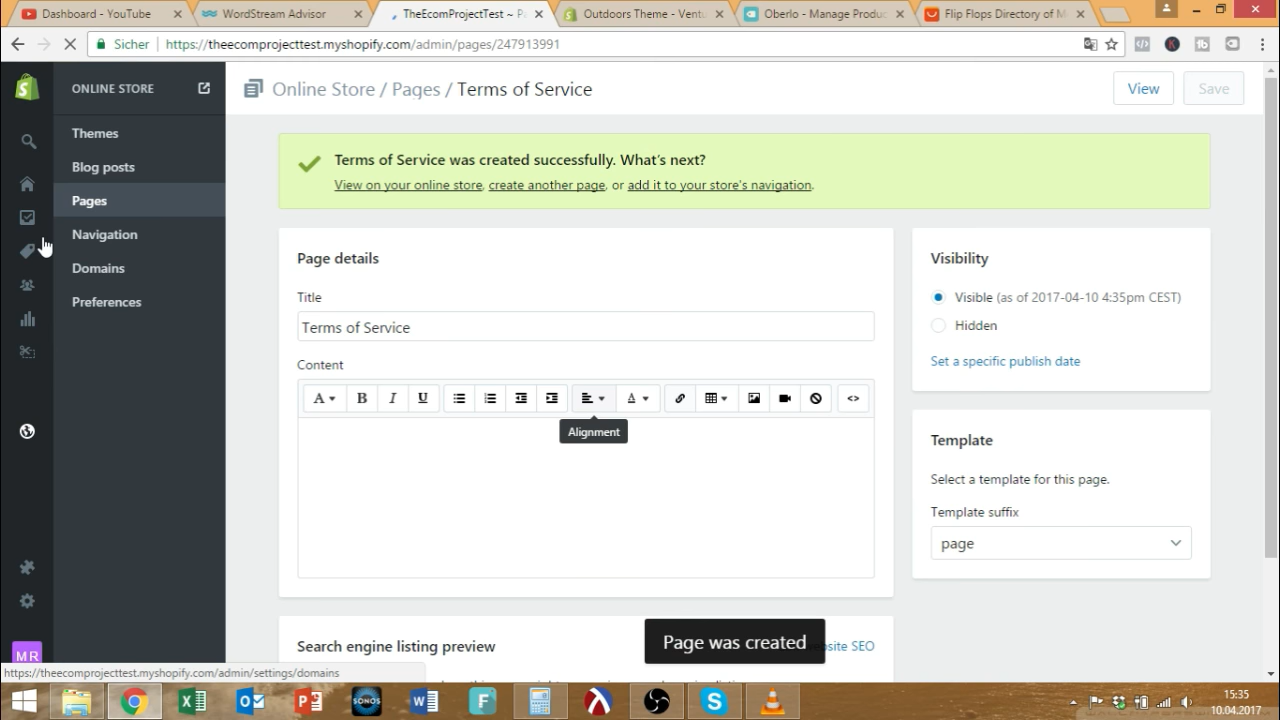 Dashboard - YouTube
WordStream Advisor
TheEcomProjectTest ~ P
Outdoors Theme - Ventu
Oberlo - Manage Produc
Flip Flops Directory of M
Sicher
https://theecomprojecttest.myshopify.com/admin/pages/247913991
ONLINE STORE
Online Store / Pages / Terms of Service
View
Save
Themes
Blog posts
Pages
Navigation
Domains
Preferences
Terms of Service was created successfully. What's next?
View on your online store, create another page, or add it to your store's navigation.
Page details
Title
Terms of Service
Content
A
B
I
U
A
<>
Alignment
Visibility
Visible (as of 2017-04-10 4:35pm CEST)
Hidden
Set a specific publish date
Template
Select a template for this page.
Template suffix
page
Search engine listing preview
Page was created
website SEO
MR
https://theecomprojecttest.myshopify.com/admin/settings/domains
SONOS
15:35
10.04.2017